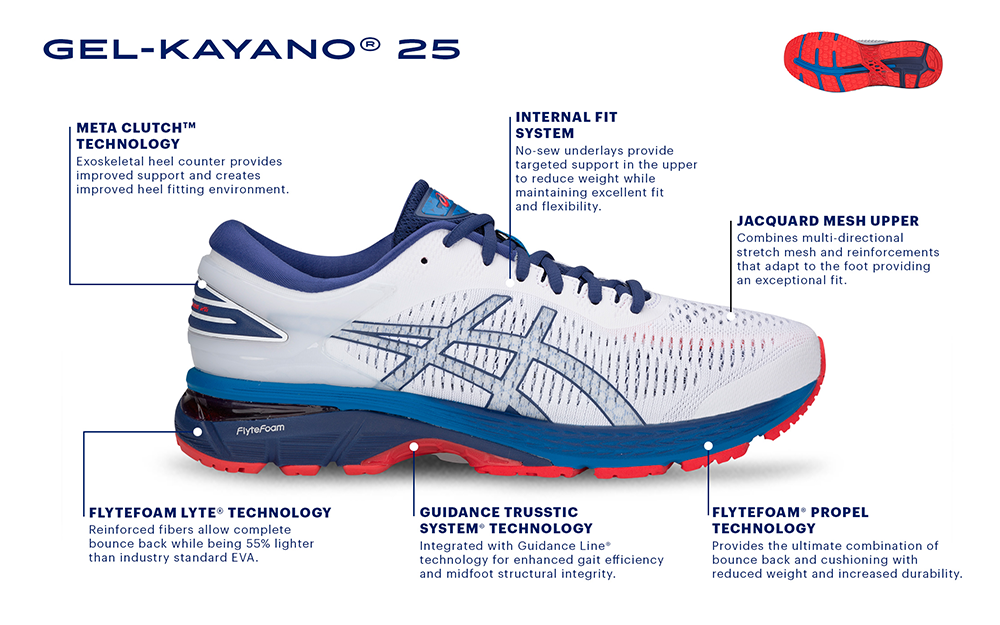 GEL-KAYANO® 25
META CLUTCH™
TECHNOLOGY
Exoskeletal heel counter provides
improved support and creates
improved heel fitting environment.
INTERNAL FIT
SYSTEM
No-sew underlays provide
targeted support in the upper
to reduce weight while
maintaining excellent fit
and flexibility.
JACQUARD MESH UPPER
Combines multi-directional
stretch mesh and reinforcements
that adapt to the foot providing
an exceptional fit.
FlyteFoam
FLYTEFOAM LYTE® TECHNOLOGY
Reinforced fibers allow complete
bounce back while being 55% lighter
than industry standard EVA.
GUIDANCE TRUSSTIC
SYSTEM® TECHNOLOGY
Integrated with Guidance Line®
technology for enhanced gait efficiency
and midfoot structural integrity.
FLYTEFOAM® PROPEL
TECHNOLOGY
Provides the ultimate combination of
bounce back and cushioning with
reduced weight and increased durability.